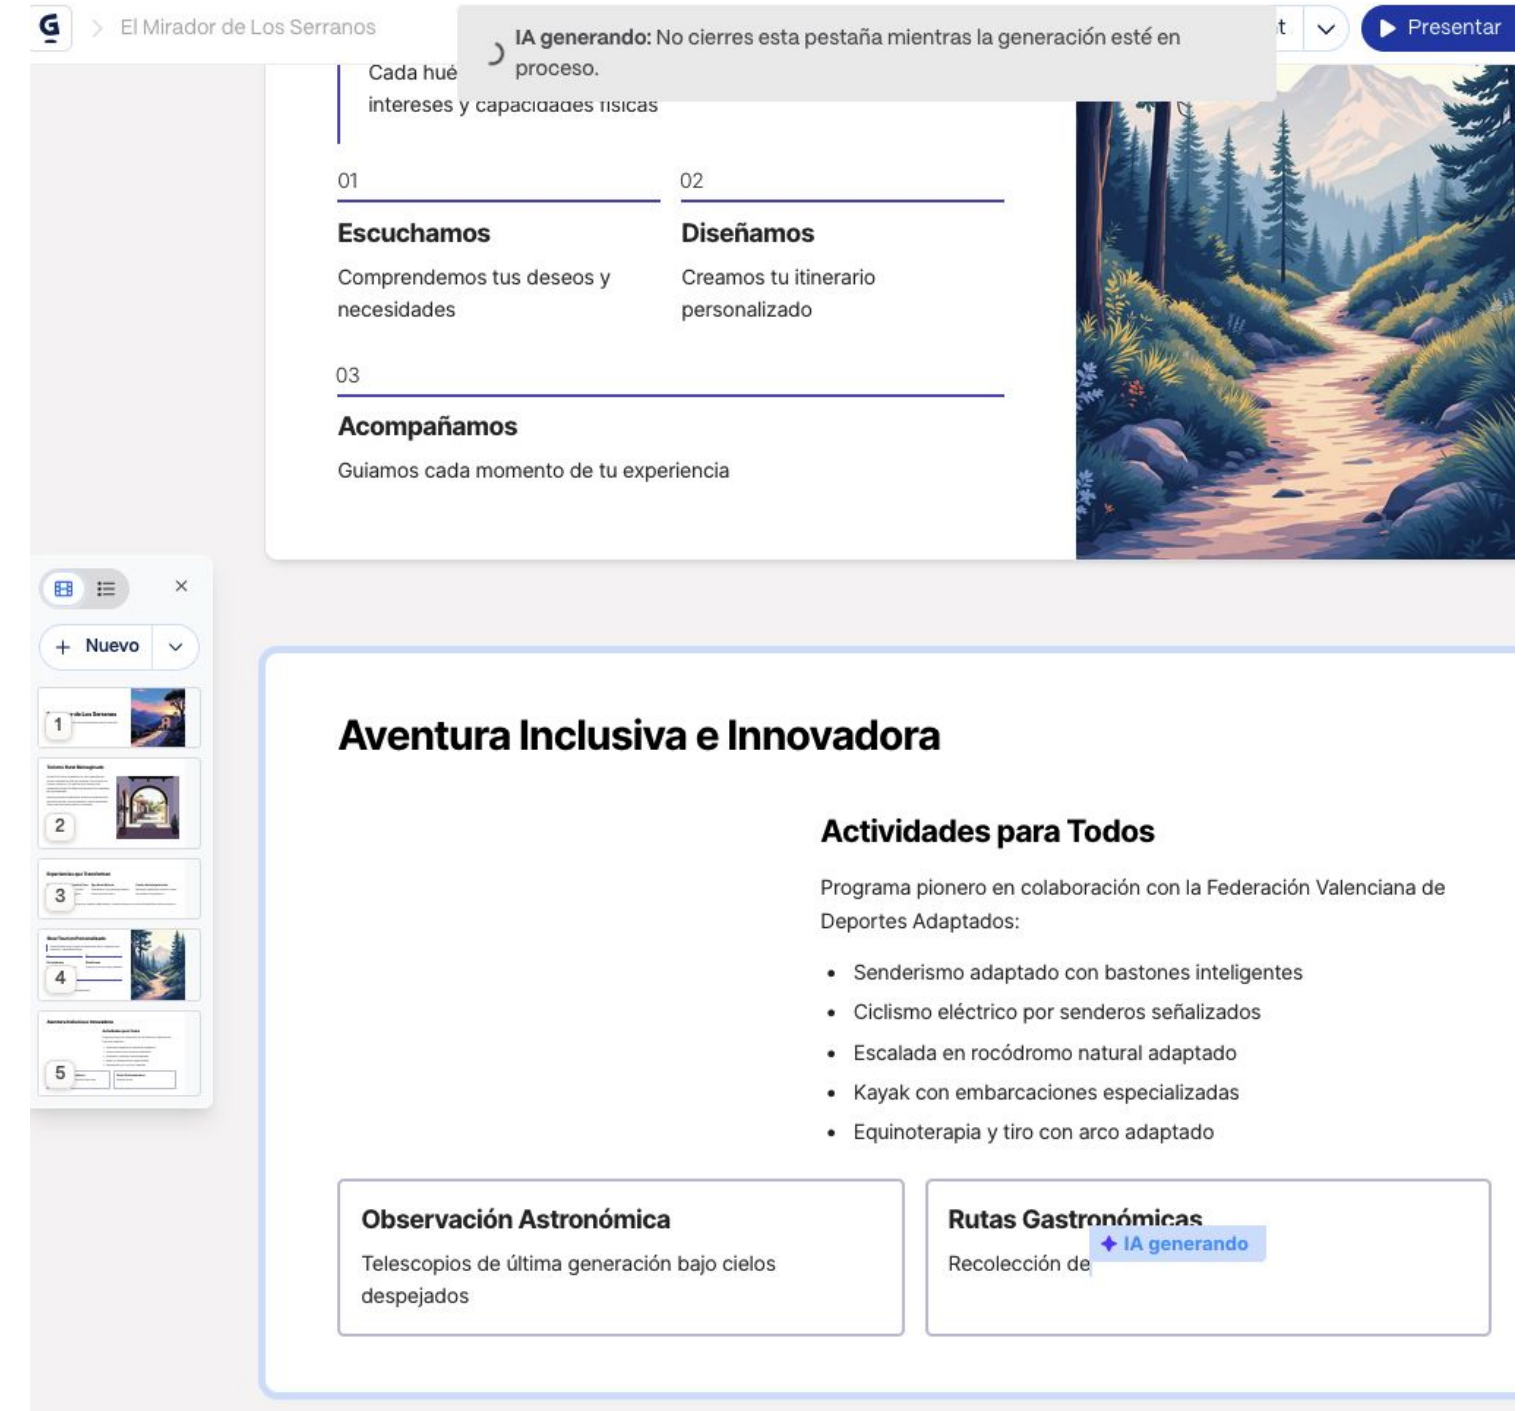 El Mirador de Los Serranos
IA generando: No cierres esta pestaña mientras la generación esté en
proceso.
Presentar
Cada hué
intereses y capacidades físicas
01
02
Escuchamos
Diseñamos
Comprendemos tus deseos y
necesidades
Creamos tu itinerario
personalizado
03
Acompañamos
Guiamos cada momento de tu experiencia
+ Nuevo
1
2
3
4
5
Aventura Inclusiva e Innovadora
Actividades para Todos
Programa pionero en colaboración con la Federación Valenciana de
Deportes Adaptados:
• Senderismo adaptado con bastones inteligentes
• Ciclismo eléctrico por senderos señalizados
• Escalada en rocódromo natural adaptado
• Kayak con embarcaciones especializadas
• Equinoterapia y tiro con arco adaptado
Observación Astronómica
Telescopios de última generación bajo cielos
despejados
Rutas Gastronómicas
IA generando
Recolección de